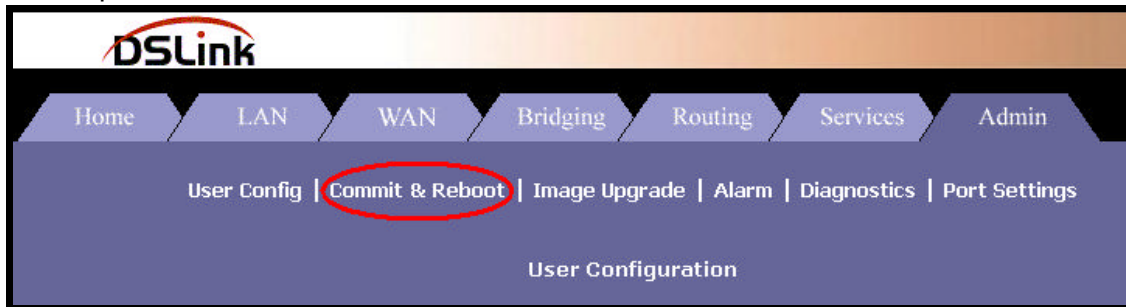 DSLink
Home LAN WAN Bridging Routing Services Admin
User Config | Commit & Reboot | Image Upgrade | Alarm | Diagnostics | Port Settings
User Configuration